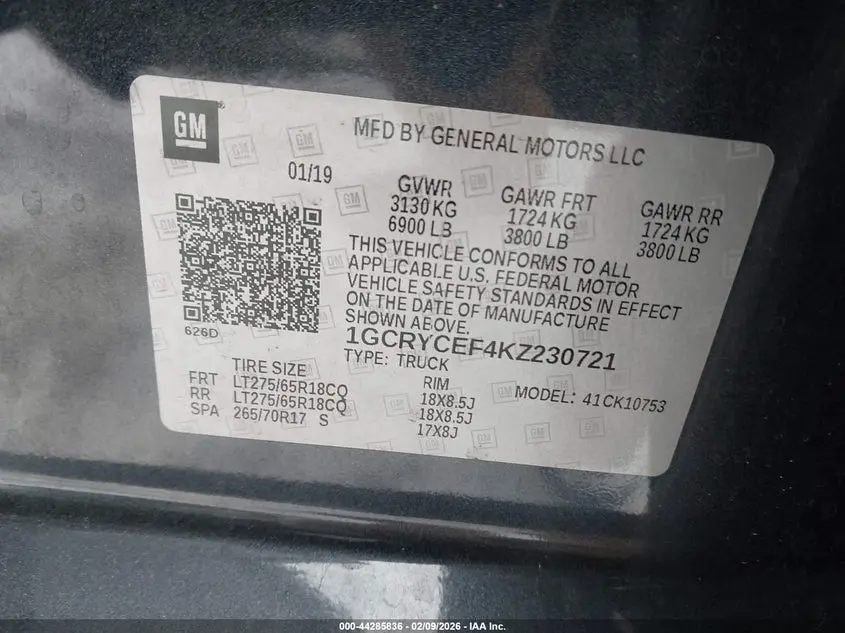 GM
MFD BY GENERAL MOTORS LLC
01/19
GVWR
3130 KG
6900 LB
GAWR FRT
1724 KG
3800 LB
GAWR RR
1724 KG
3800 LB
THIS VEHICLE CONFORMS TO ALL
APPLICABLE U.S. FEDERAL MOTOR
VEHICLE SAFETY STANDARDS IN EFFECT
ON THE DATE OF MANUFACTURE
SHOWN ABOVE.
626D
1GCRYCEF4KZ230721
TYPE: TRUCK
TIRE SIZE RIM
FRT LT275/65R18CQ 18X8.5J
RR LT275/65R18CQ 18X8.5J
SPA 265/70R17 S 17X8J
MODEL: 41CK10753
000-44285836 - 02/09/2026 - IAA Inc.